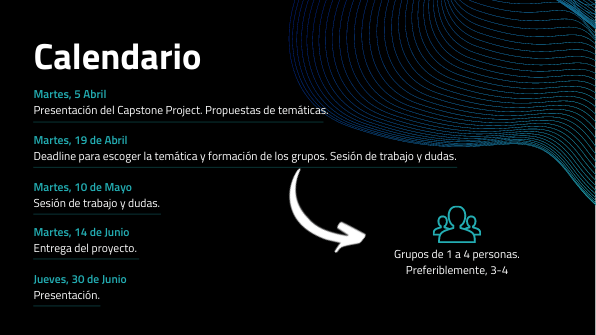 Calendario
Martes, 5 Abril
Presentación del Capstone Project. Propuestas de temáticas.
Martes, 19 de Abril
Deadline para escoger la temática y formación de los grupos. Sesión de trabajo y dudas.
Martes, 10 de Mayo
Sesión de trabajo y dudas.
Martes, 14 de Junio
Entrega del proyecto.
Jueves, 30 de Junio
Presentación.
Grupos de 1 a 4 personas.
Preferiblemente, 3-4